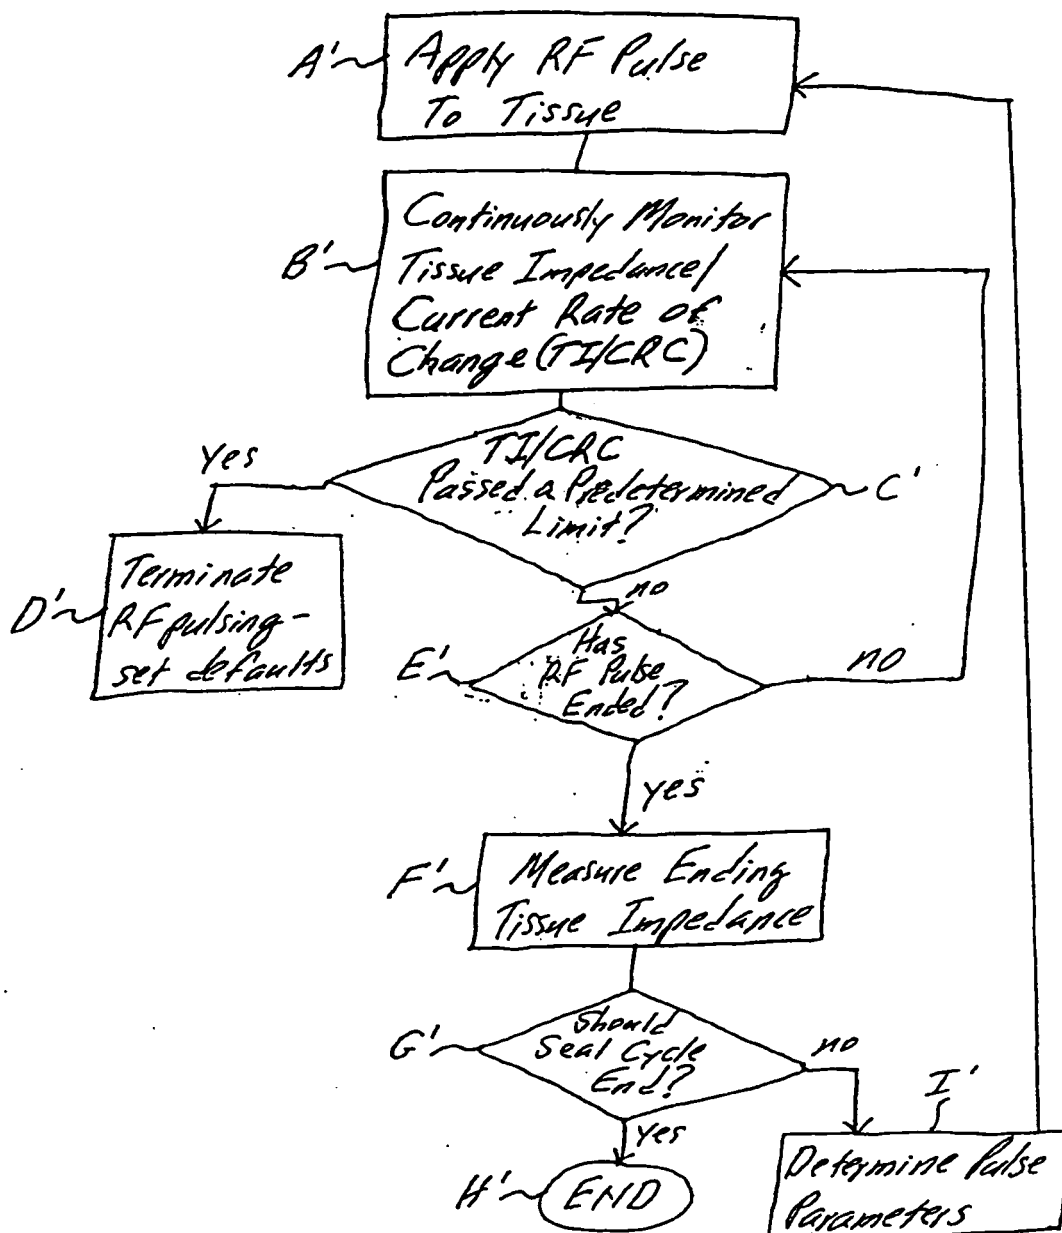 A'
Apply RF Pulse
To Tissue
B'
Continuously Monitor
Tissue Impedance/
Current Rate of
Change (TI/CRC)
yes
TI/CRC
Passed a Predetermined
Limit?
C'
no
D'
Terminate
RF pulsing-
set defaults
E'
Has
RF Pulse
Ended?
no
yes
F'
Measure Ending
Tissue Impedance
G'
Should
Seal Cycle
End?
no
I'
yes
H'
END
Determine Pulse
Parameters